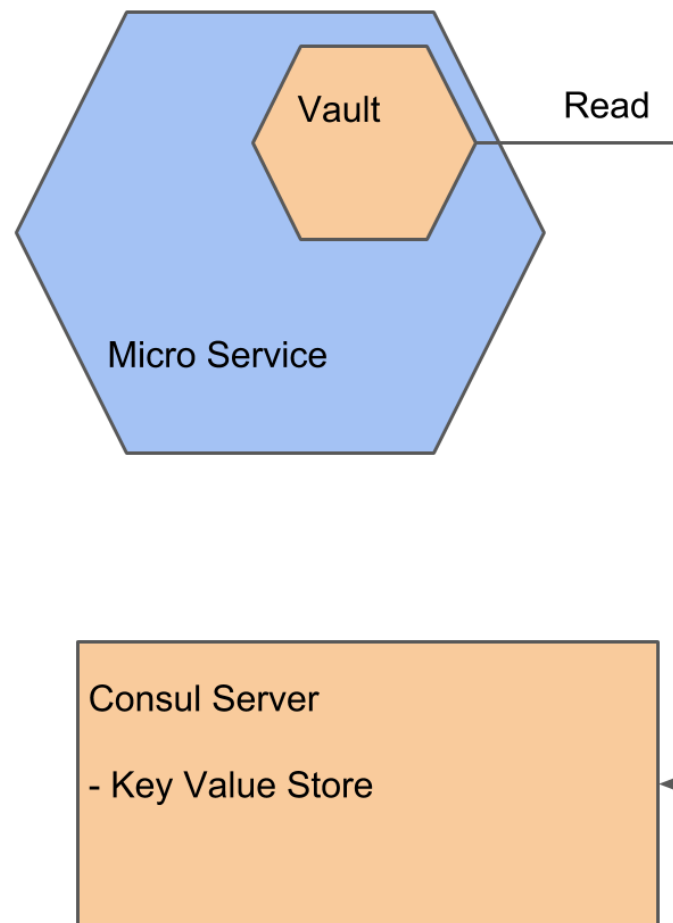 Vault
Read
Micro Service
Consul Server
- Key Value Store